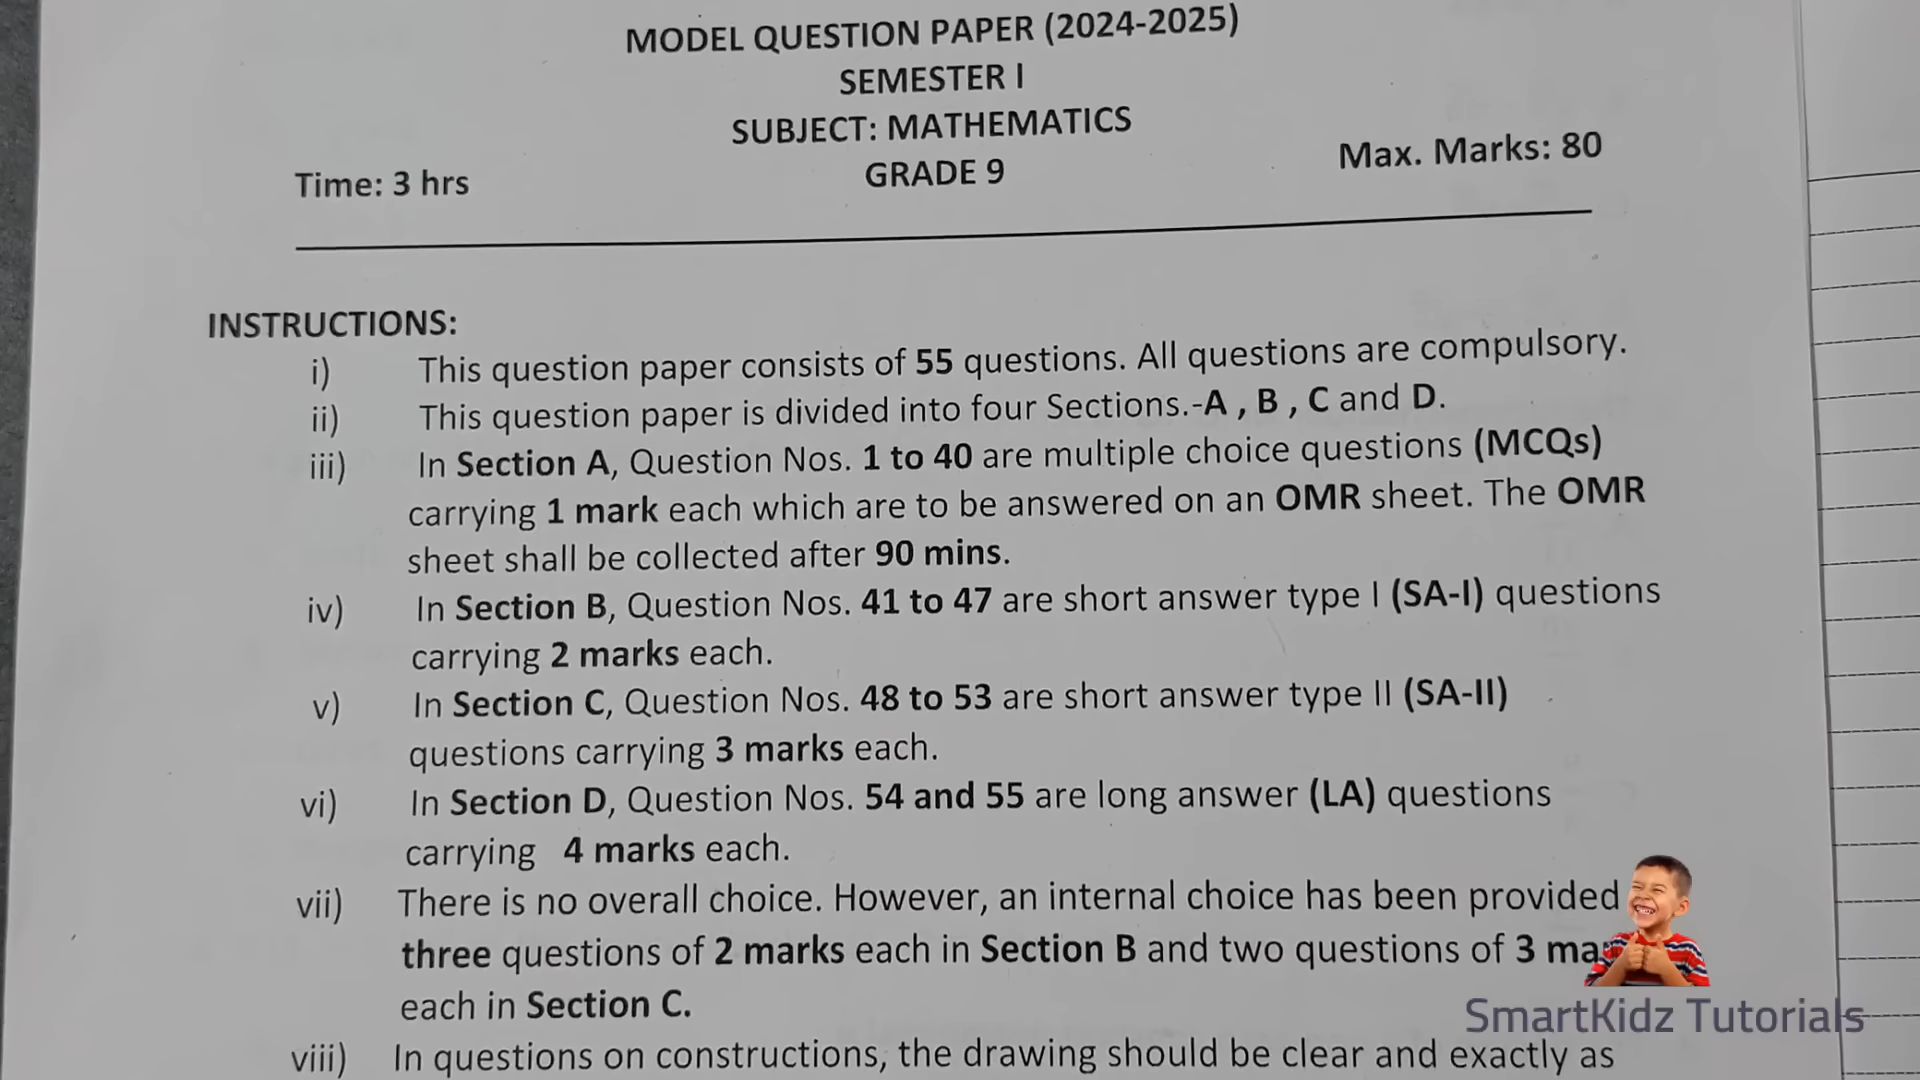 MODEL QUESTION PAPER (2024-2025)
SEMESTER I
SUBJECT: MATHEMATICS
Time: 3 hrs GRADE 9 Max. Marks: 80
INSTRUCTIONS:
i) This question paper consists of 55 questions. All questions are compulsory.
ii) This question paper is divided into four Sections.-A , B , C and D.
iii) In Section A, Question Nos. 1 to 40 are multiple choice questions (MCQs)
carrying 1 mark each which are to be answered on an OMR sheet. The OMR
sheet shall be collected after 90 mins.
iv) In Section B, Question Nos. 41 to 47 are short answer type I (SA-I) questions
carrying 2 marks each.
v) In Section C, Question Nos. 48 to 53 are short answer type II (SA-II)
questions carrying 3 marks each.
vi) In Section D, Question Nos. 54 and 55 are long answer (LA) questions
carrying 4 marks each.
vii) There is no overall choice. However, an internal choice has been provided
three questions of 2 marks each in Section B and two questions of 3
each in Section C.
viii) In questions on constructions, the drawing should be clear and exactly as
SmartKidz Tutorials